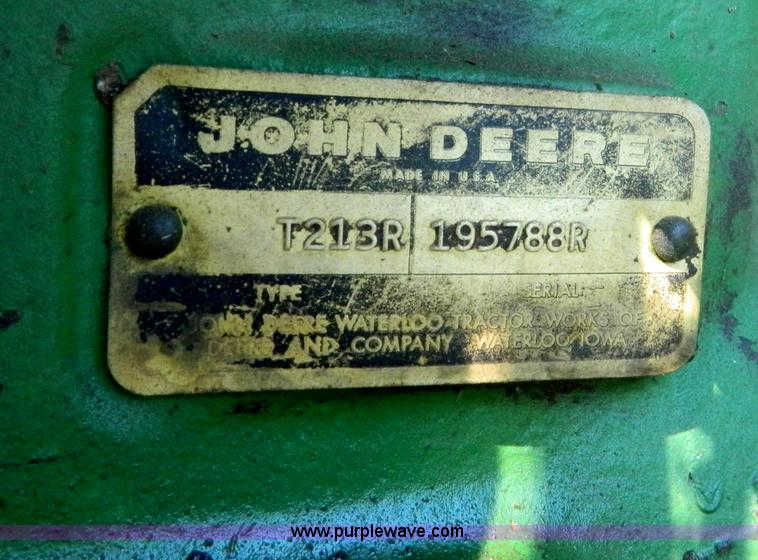 JOHN DEERE
MADE IN U.S.A
T213R 195788R
TYPE SERIAL
JOHN DEERE WATERLOO TRACTOR WORKS OF
DEERE AND COMPANY WATERLOO IOWA
www.purplewave.com